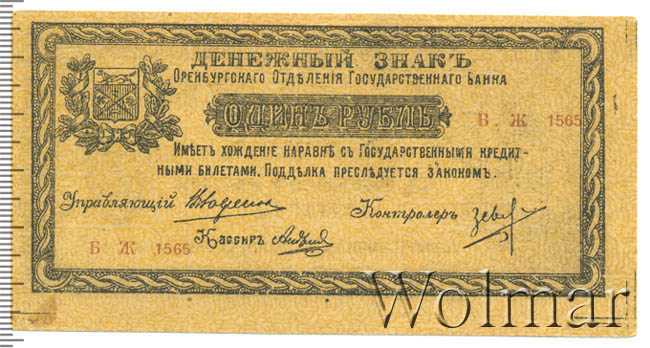 ДЕНЕЖНЫЙ ЗНАКЪ
ОРЕНБУРГСКАГО ОТДѢЛЕНІЯ ГОСУДАРСТВЕННАГО БАНКА
ОДИНЪ РУБЛЬ
Б. Ж 1565
ИМѢЕТЪ ХОЖДЕНІЕ НАРАВНѢ СЪ ГОСУДАРСТВЕННЫМИ КРЕДИТ-
НЫМИ БИЛЕТАМИ. ПОДДѢЛКА ПРЕСЛѢДУЕТСЯ ЗАКОНОМЪ.
Управляющій
Контролеръ
Кассиръ
Б Ж 1565
Wolmar